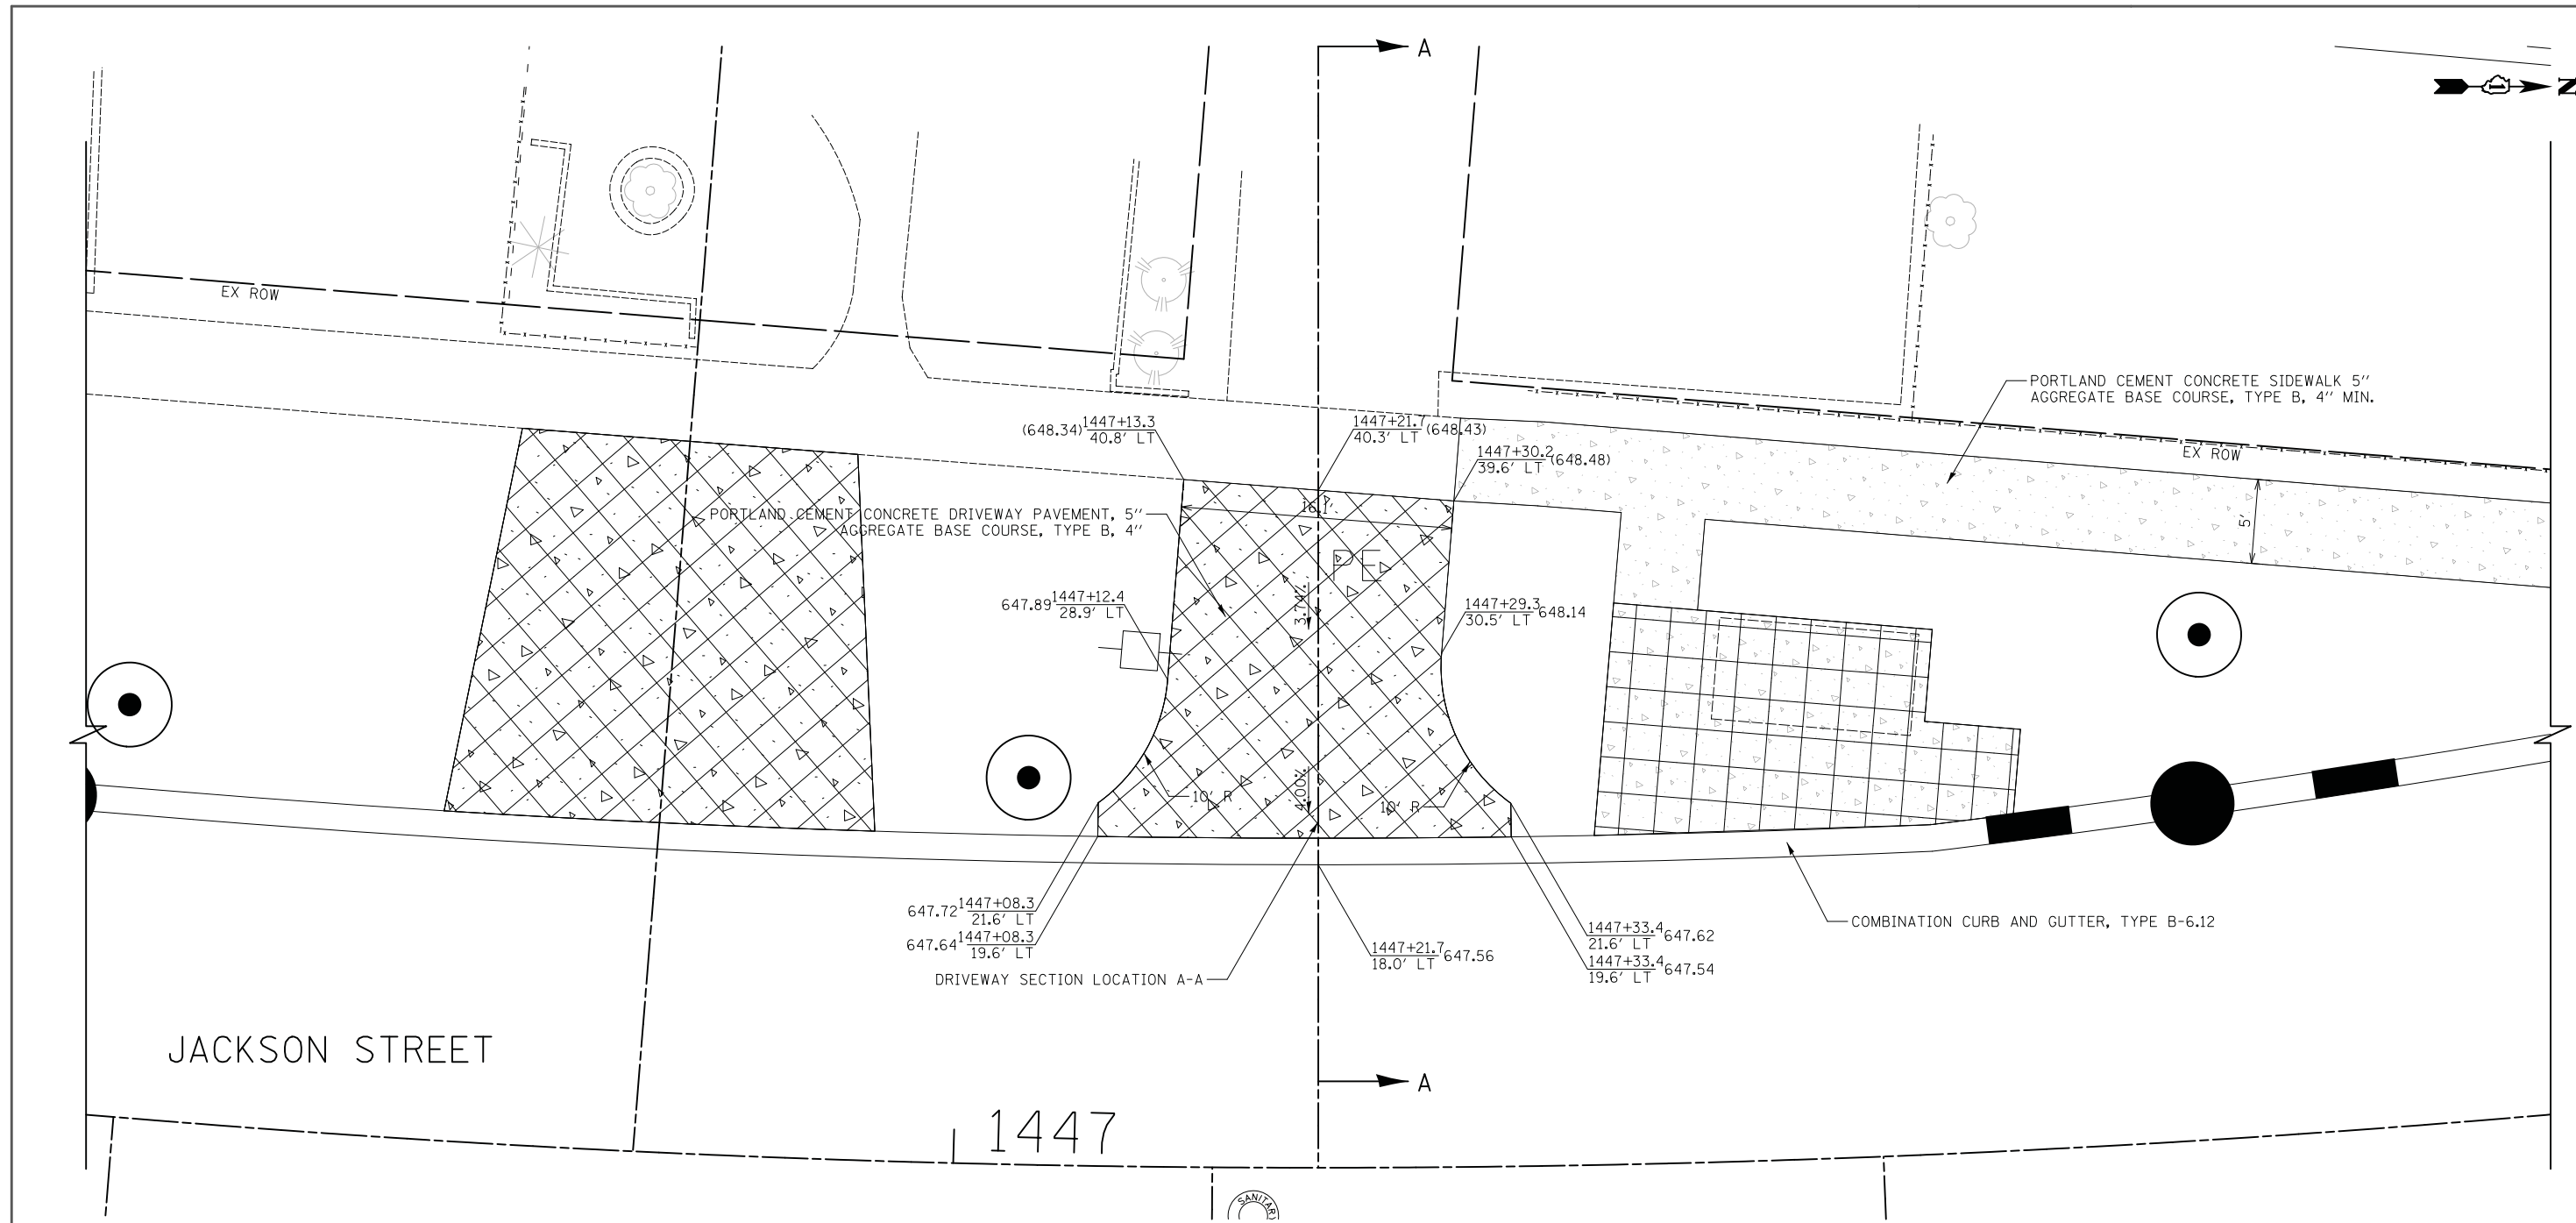 A
N
EX ROW
PORTLAND CEMENT CONCRETE SIDEWALK 5"
AGGREGATE BASE COURSE, TYPE B, 4" MIN.
(648.34) 1447+13.3
40.8' LT
1447+21.7 (648.43)
40.3' LT
1447+30.2 (648.48)
39.6' LT
EX ROW
16.1'
PORTLAND CEMENT CONCRETE DRIVEWAY PAVEMENT, 5"
AGGREGATE BASE COURSE, TYPE B, 4"
5'
PE
3.74%
647.89 1447+12.4
28.9' LT
1447+29.3 648.14
30.5' LT
4.00%
10' R
10' R
647.72 1447+08.3
21.6' LT
647.64 1447+08.3
19.6' LT
DRIVEWAY SECTION LOCATION A-A
1447+21.7 647.56
18.0' LT
1447+33.4 647.62
21.6' LT
1447+33.4 647.54
19.6' LT
COMBINATION CURB AND GUTTER, TYPE B-6.12
JACKSON STREET
A
1447